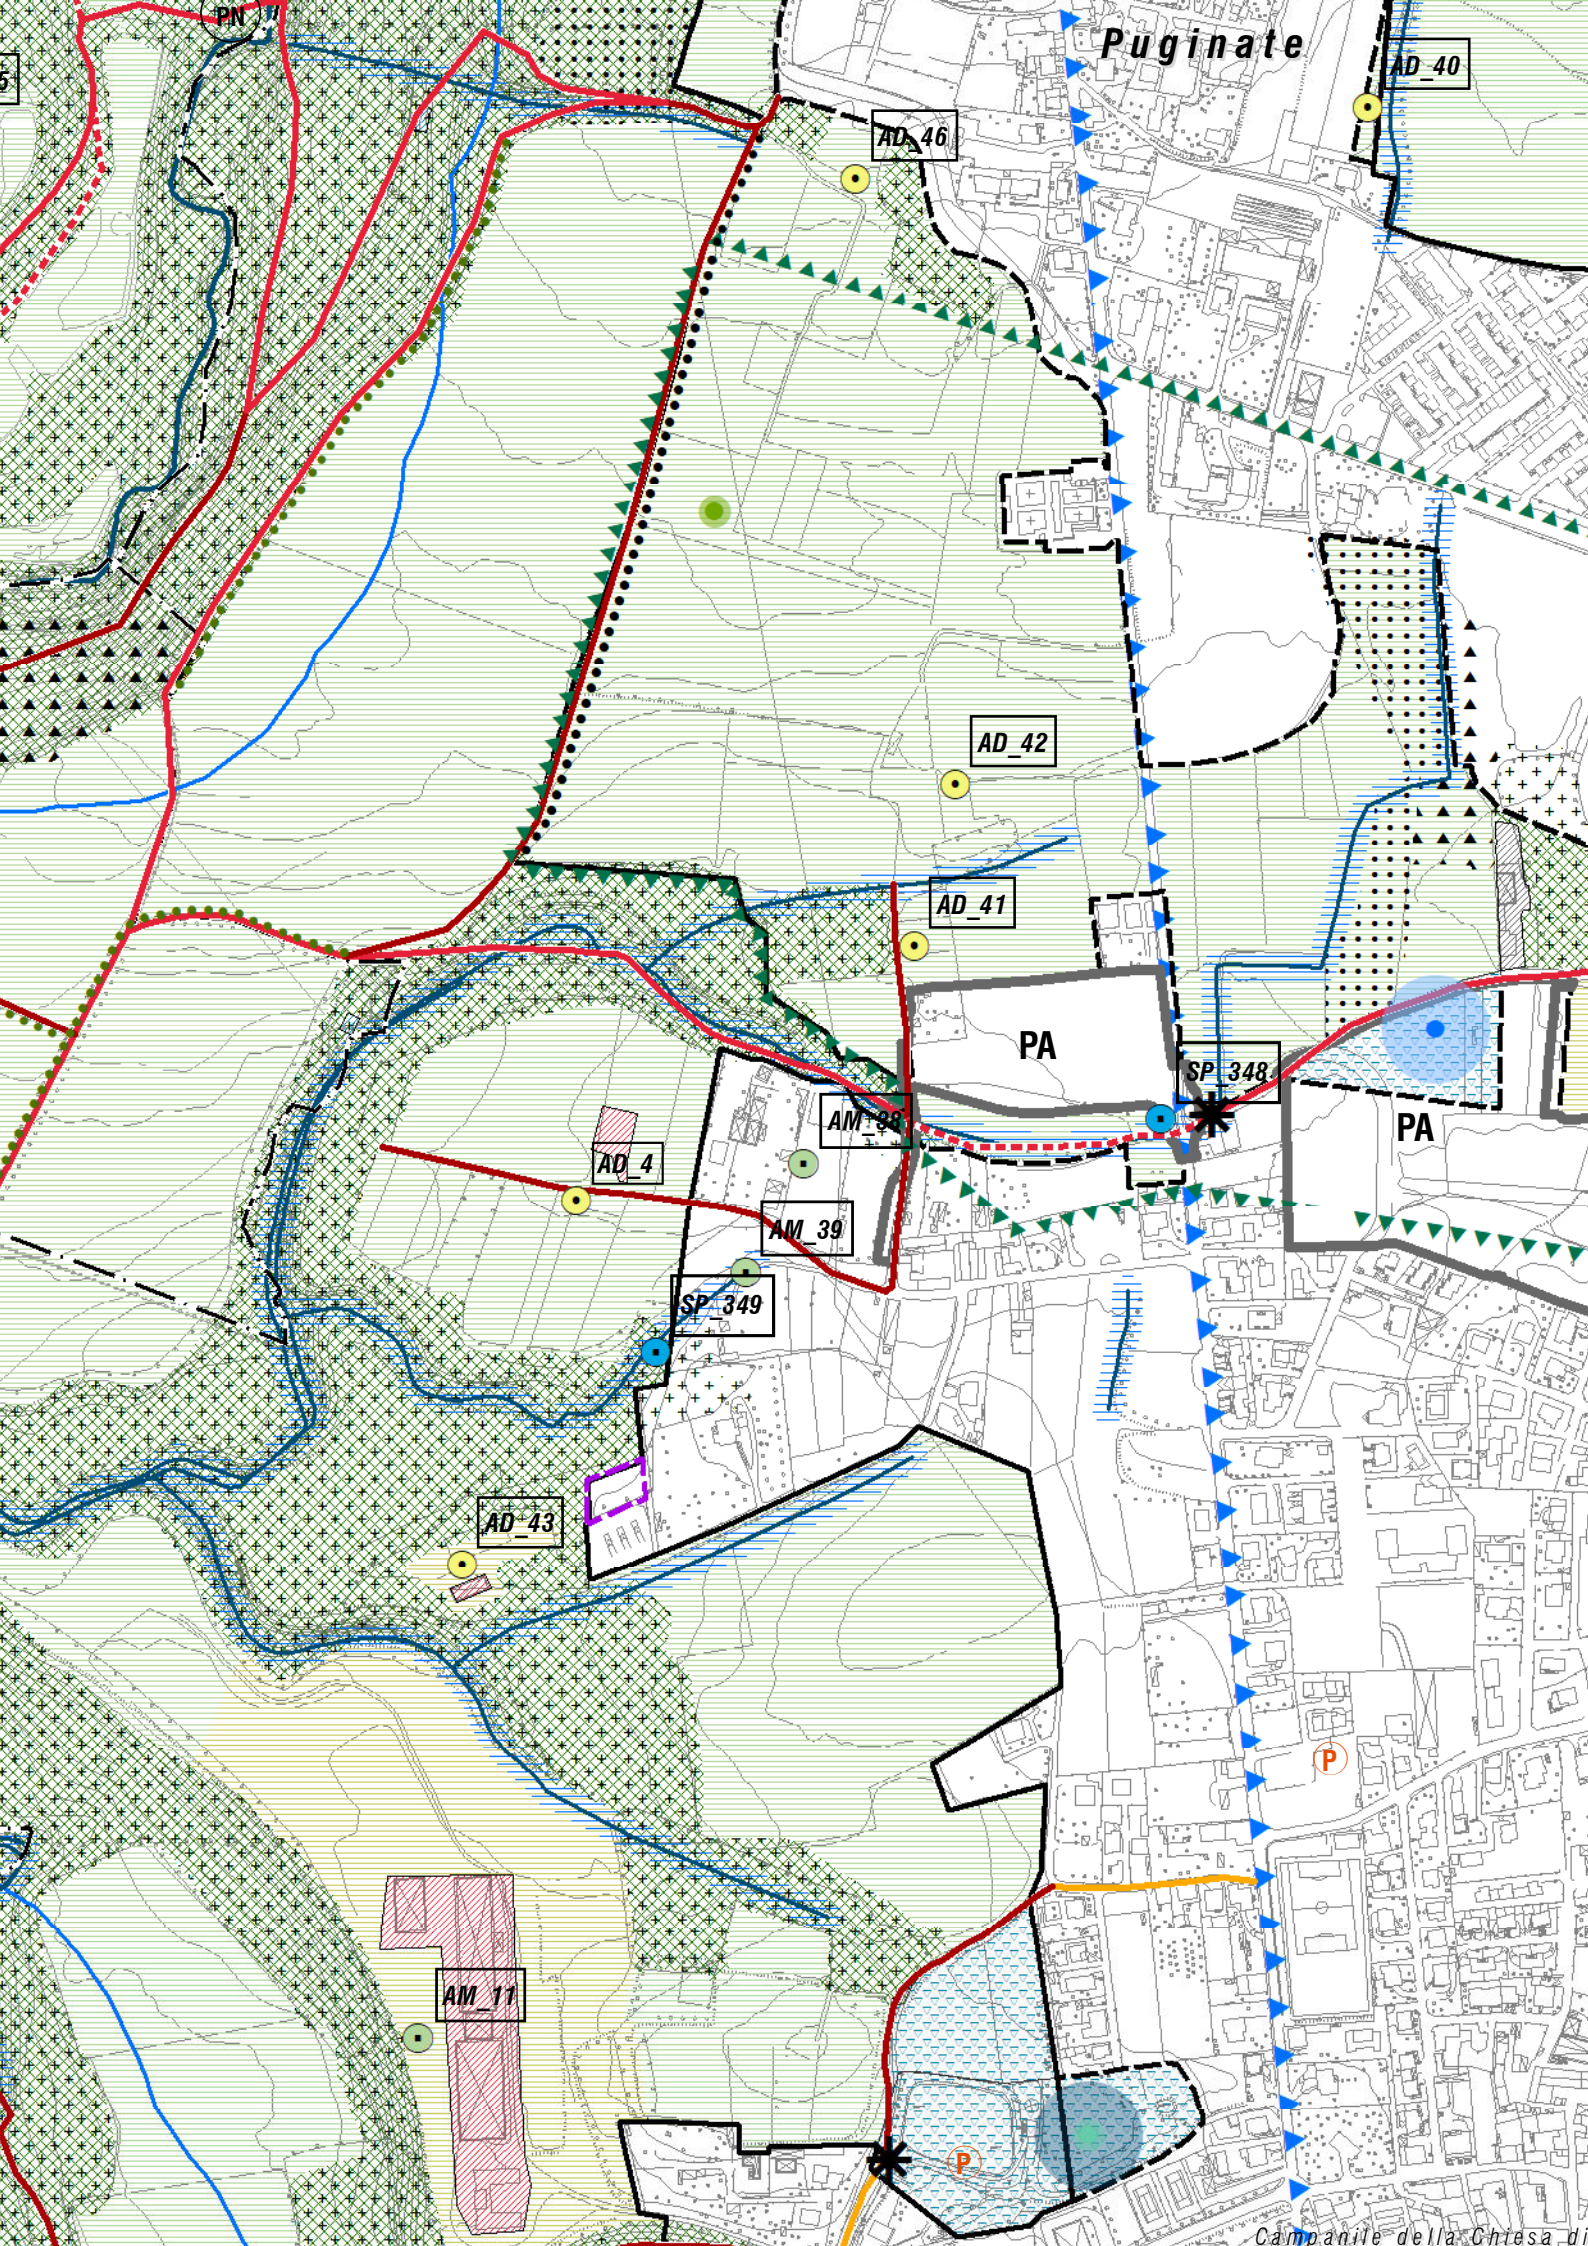 PN
Puginate
AD_40
5
AD_46
AD_42
AD_41
PA
SP_348
AM_38
PA
AD_4
AM_39
SP_349
AD_43
P
AM_11
P
Campanile della Chiesa di